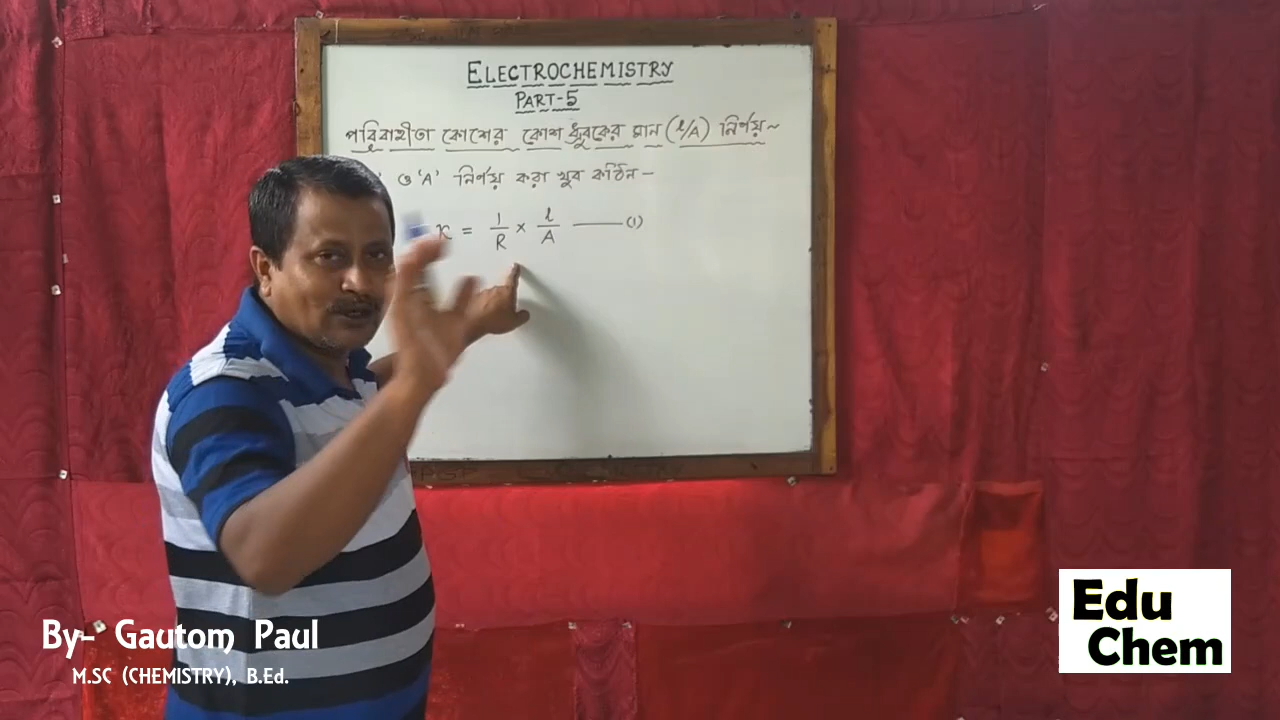 ELECTROCHEMISTRY
PART-5
পরিবাহীতা কোশের কোশ ধ্রুবকের মান (l/A) নির্ণয়~
ও 'A' নির্ণয় করা খুব কঠিন —
κ = 1/R × l/A —— (1)
By- Gautom Paul
M.SC (CHEMISTRY), B.Ed.
Edu
Chem